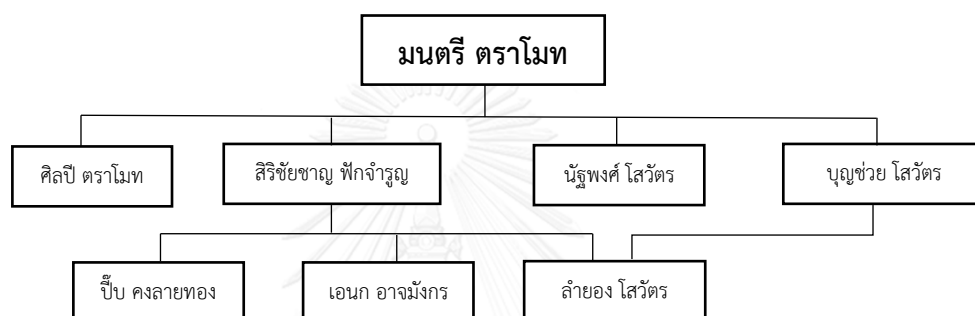 มนตรี ตราโมท
ศิลปี ตราโมท
สิริชัยชาญ ฟักจำรูญ
นัฐพงศ์ โสวัตร
บุญช่วย โสวัตร
ปี๊บ คงลายทอง
เอนก อาจมังกร
ลำยอง โสวัตร